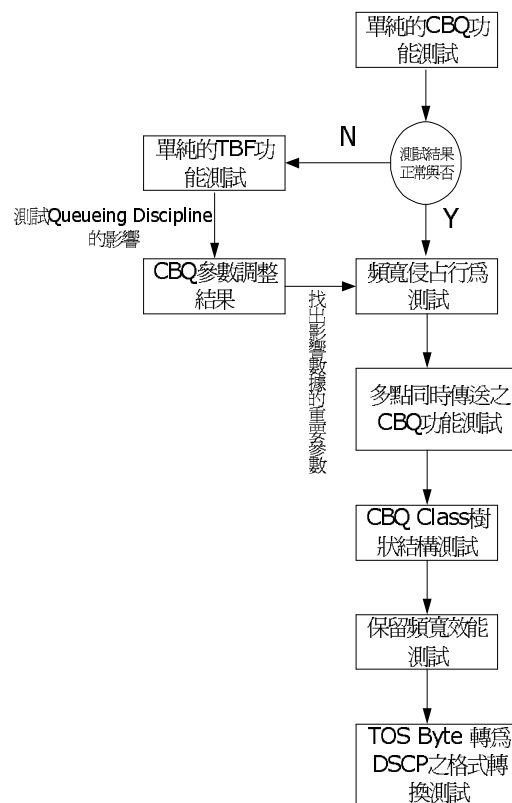 單純的CBQ功
能測試
測試結果
正常與否
N
Y
單純的TBF功
能測試
測試Queueing Discipline
的影響
CBQ參數調整
結果
找出影響數據的重要參數
頻寬侵占行為
測試
多點同時傳送之
CBQ功能測試
CBQ Class樹
狀結構測試
保留頻寬效能
測試
TOS Byte 轉為
DSCP之格式轉
換測試